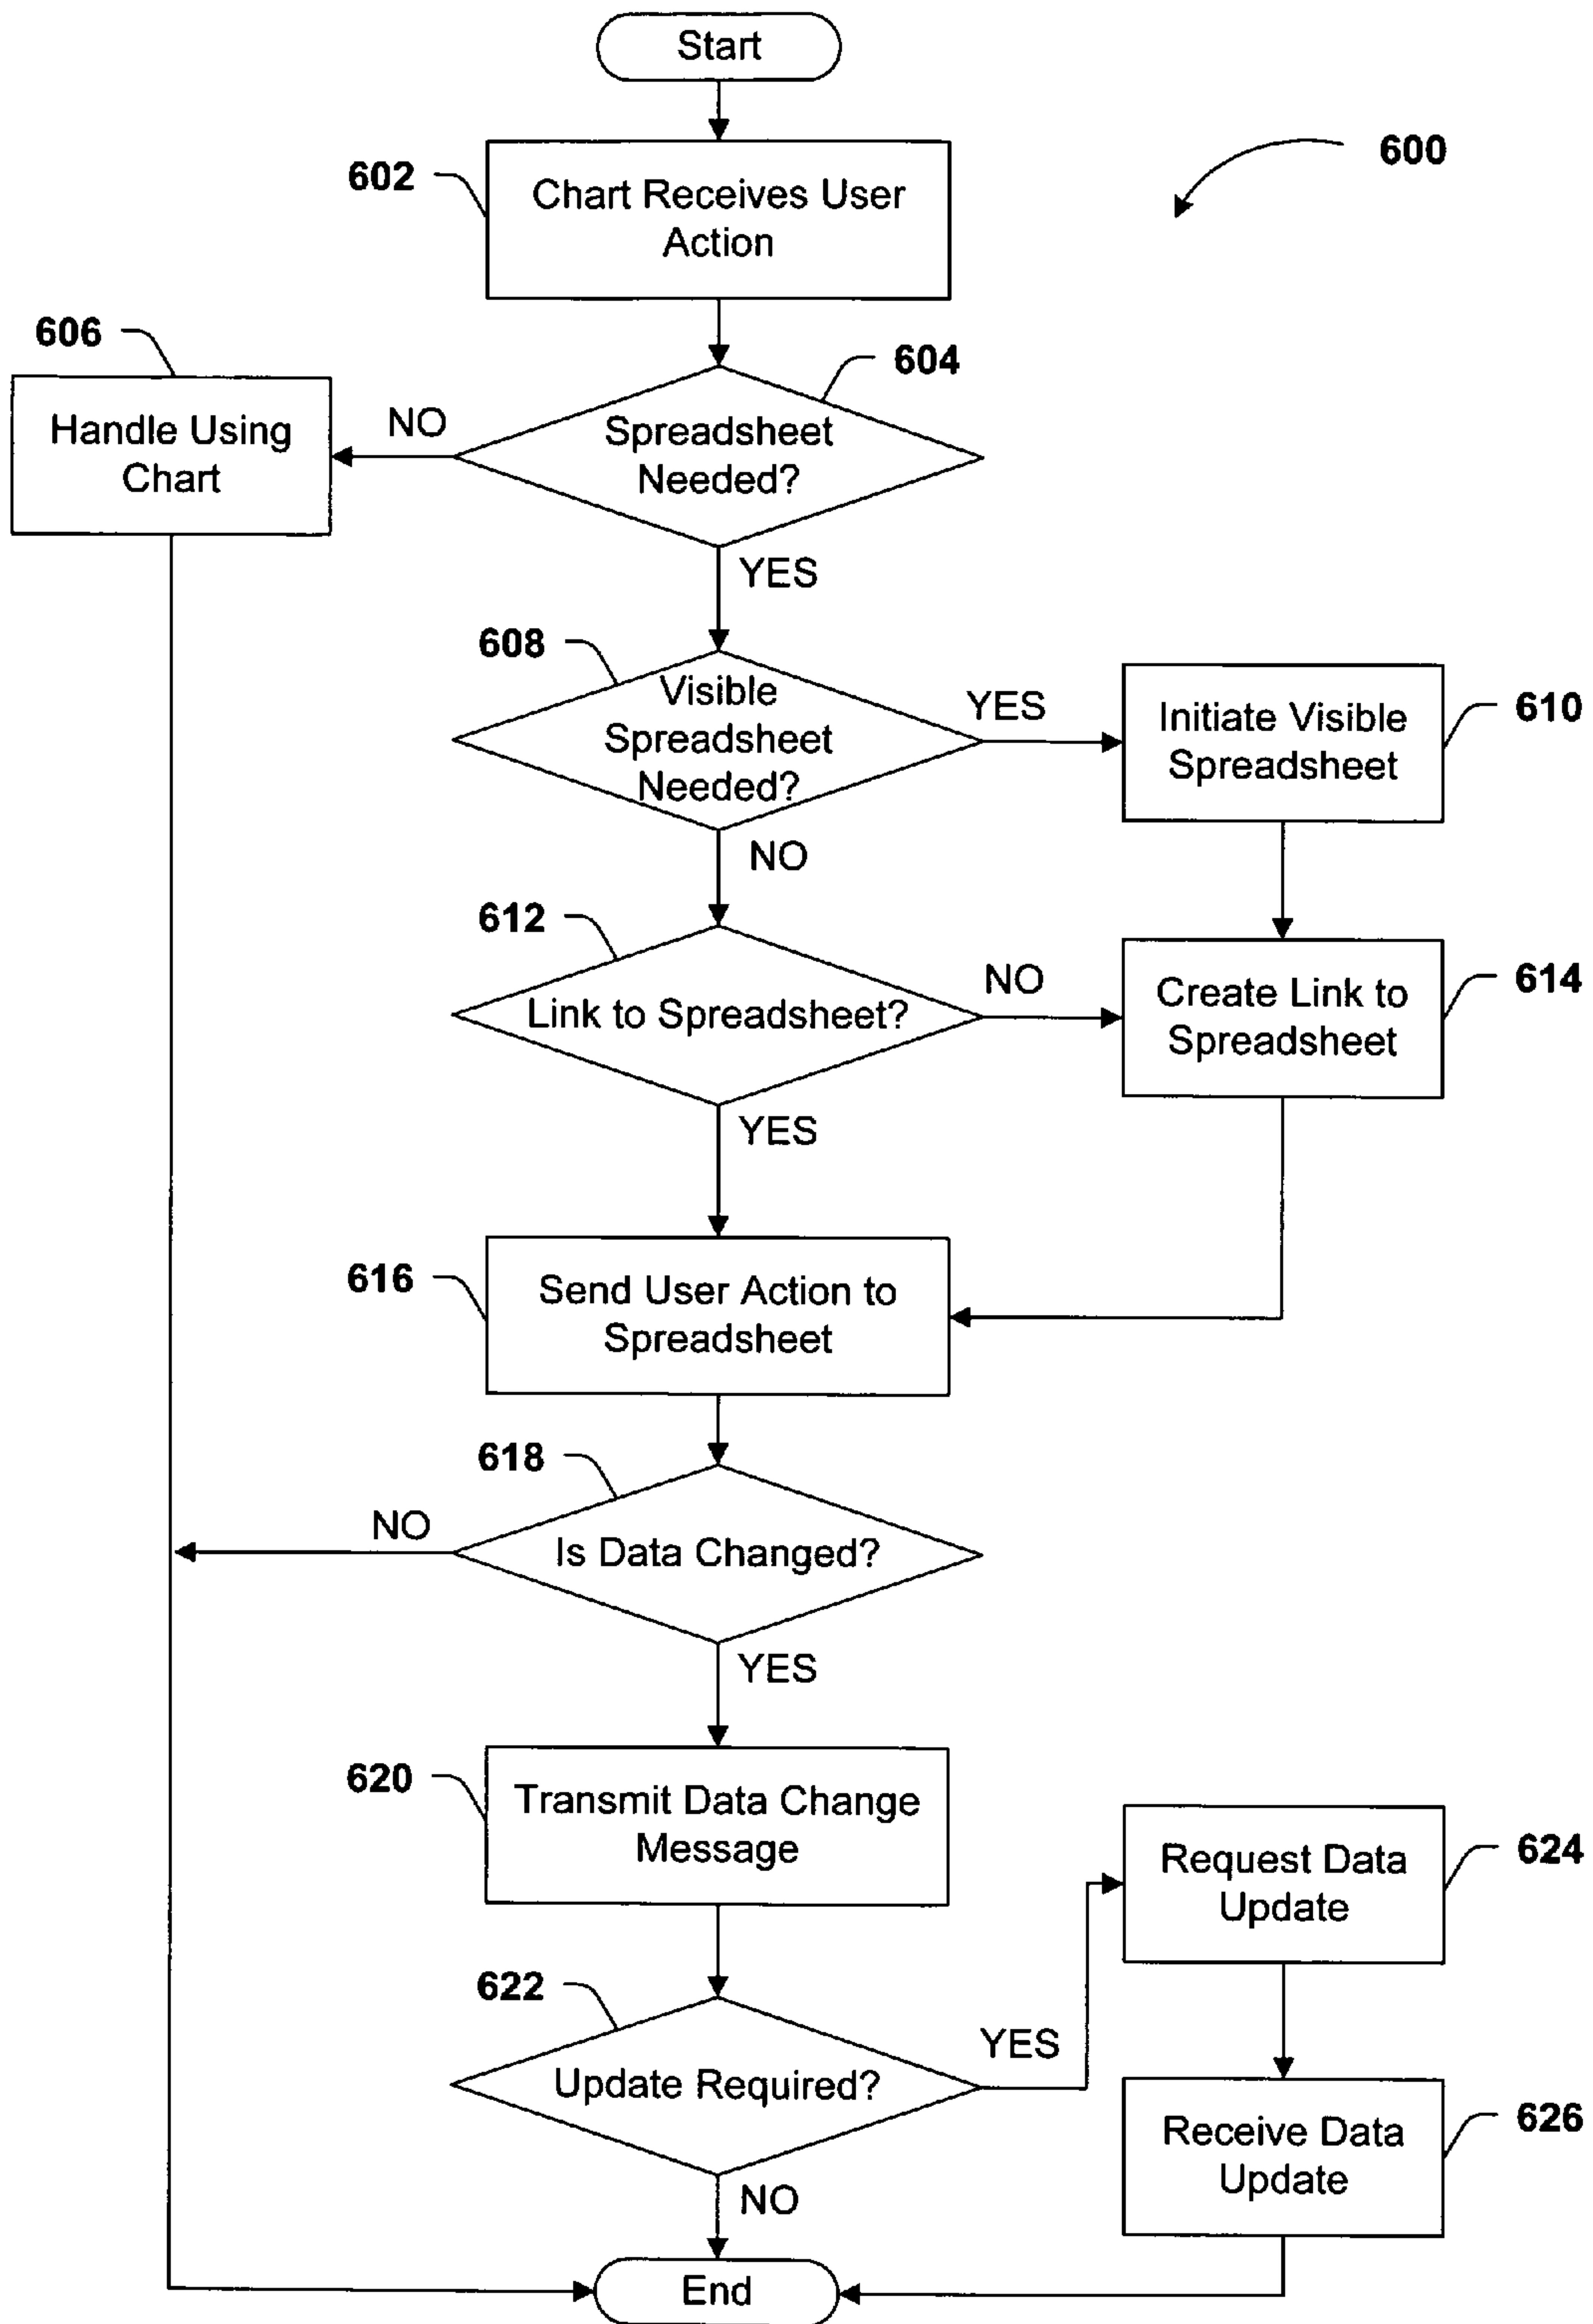 Start
600
602
Chart Receives User
Action
606
604
Handle Using
Chart
NO
Spreadsheet
Needed?
YES
608
Visible
Spreadsheet
Needed?
YES
Initiate Visible
Spreadsheet
610
NO
612
Link to Spreadsheet?
NO
Create Link to
Spreadsheet
614
YES
616
Send User Action to
Spreadsheet
618
NO
Is Data Changed?
YES
620
Transmit Data Change
Message
Request Data
Update
624
622
Update Required?
YES
Receive Data
Update
626
NO
End